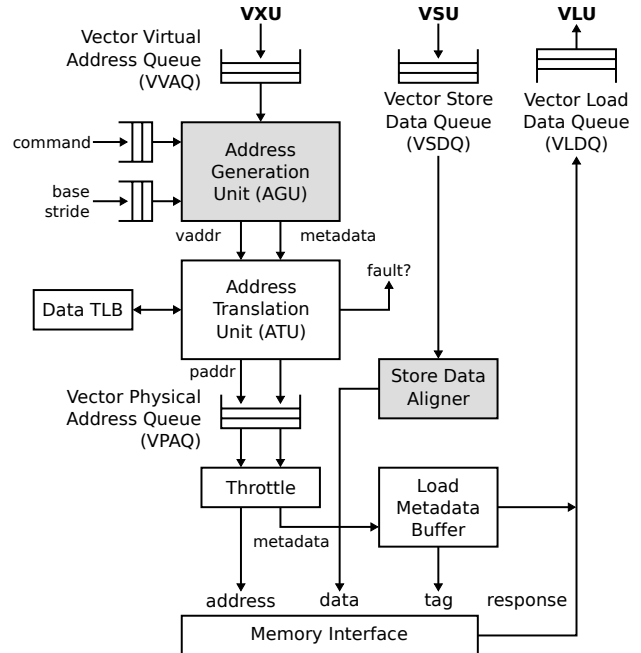 VXU
VSU
VLU
Vector Virtual
Address Queue
(VVAQ)
Vector Store
Data Queue
(VSDQ)
Vector Load
Data Queue
(VLDQ)
command
base
stride
Address
Generation
Unit (AGU)
vaddr
metadata
fault?
Data TLB
Address
Translation
Unit (ATU)
paddr
Store Data
Aligner
Vector Physical
Address Queue
(VPAQ)
Throttle
Load
Metadata
Buffer
metadata
address
data
tag
response
Memory Interface